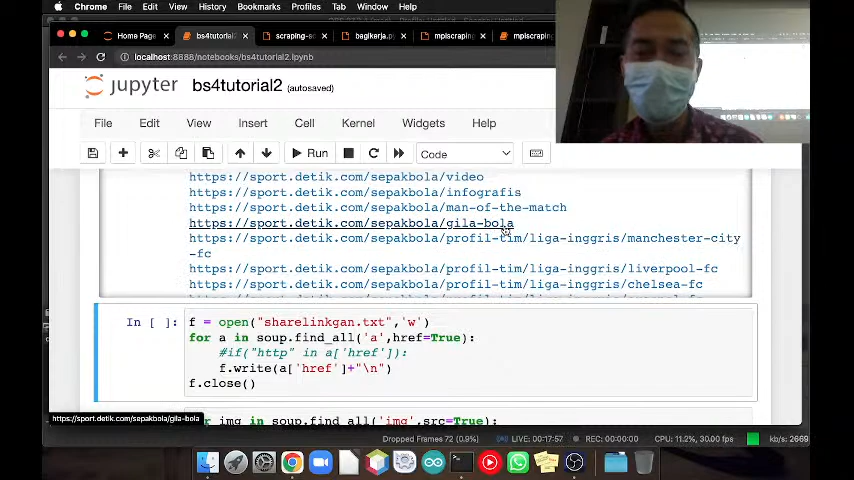 Chrome File Edit View History Bookmarks Profiles Tab Window Help
Home Page bs4tutorial2 bagikerja.py
localhost:8888/notebooks/bs4tutorial2.ipynb
jupyter bs4tutorial2 (autosaved)
File Edit View Insert Cell Kernel Widgets Help
Run Code
https://sport.detik.com/sepakbola/video
https://sport.detik.com/sepakbola/infografis
https://sport.detik.com/sepakbola/man-of-the-match
https://sport.detik.com/sepakbola/gila-bola
https://sport.detik.com/sepakbola/profil-tim/liga-inggris/manchester-city
-fc
https://sport.detik.com/sepakbola/profil-tim/liga-inggris/liverpool-fc
https://sport.detik.com/sepakbola/profil-tim/liga-inggris/chelsea-fc
In [ ]: f = open("sharelinkgan.txt",'w')
for a in soup.find_all('a',href=True):
#if("http" in a['href']):
f.write(a['href']+"\n")
f.close()
https://sport.detik.com/sepakbola/gila-bola
for img in soup.find_all('img',src=True):
Dropped Frames 72 (0.9%) LIVE: 00:17:57 REC: 00:00:00 CPU: 11.2%, 30.00 fps kb/s: 2669